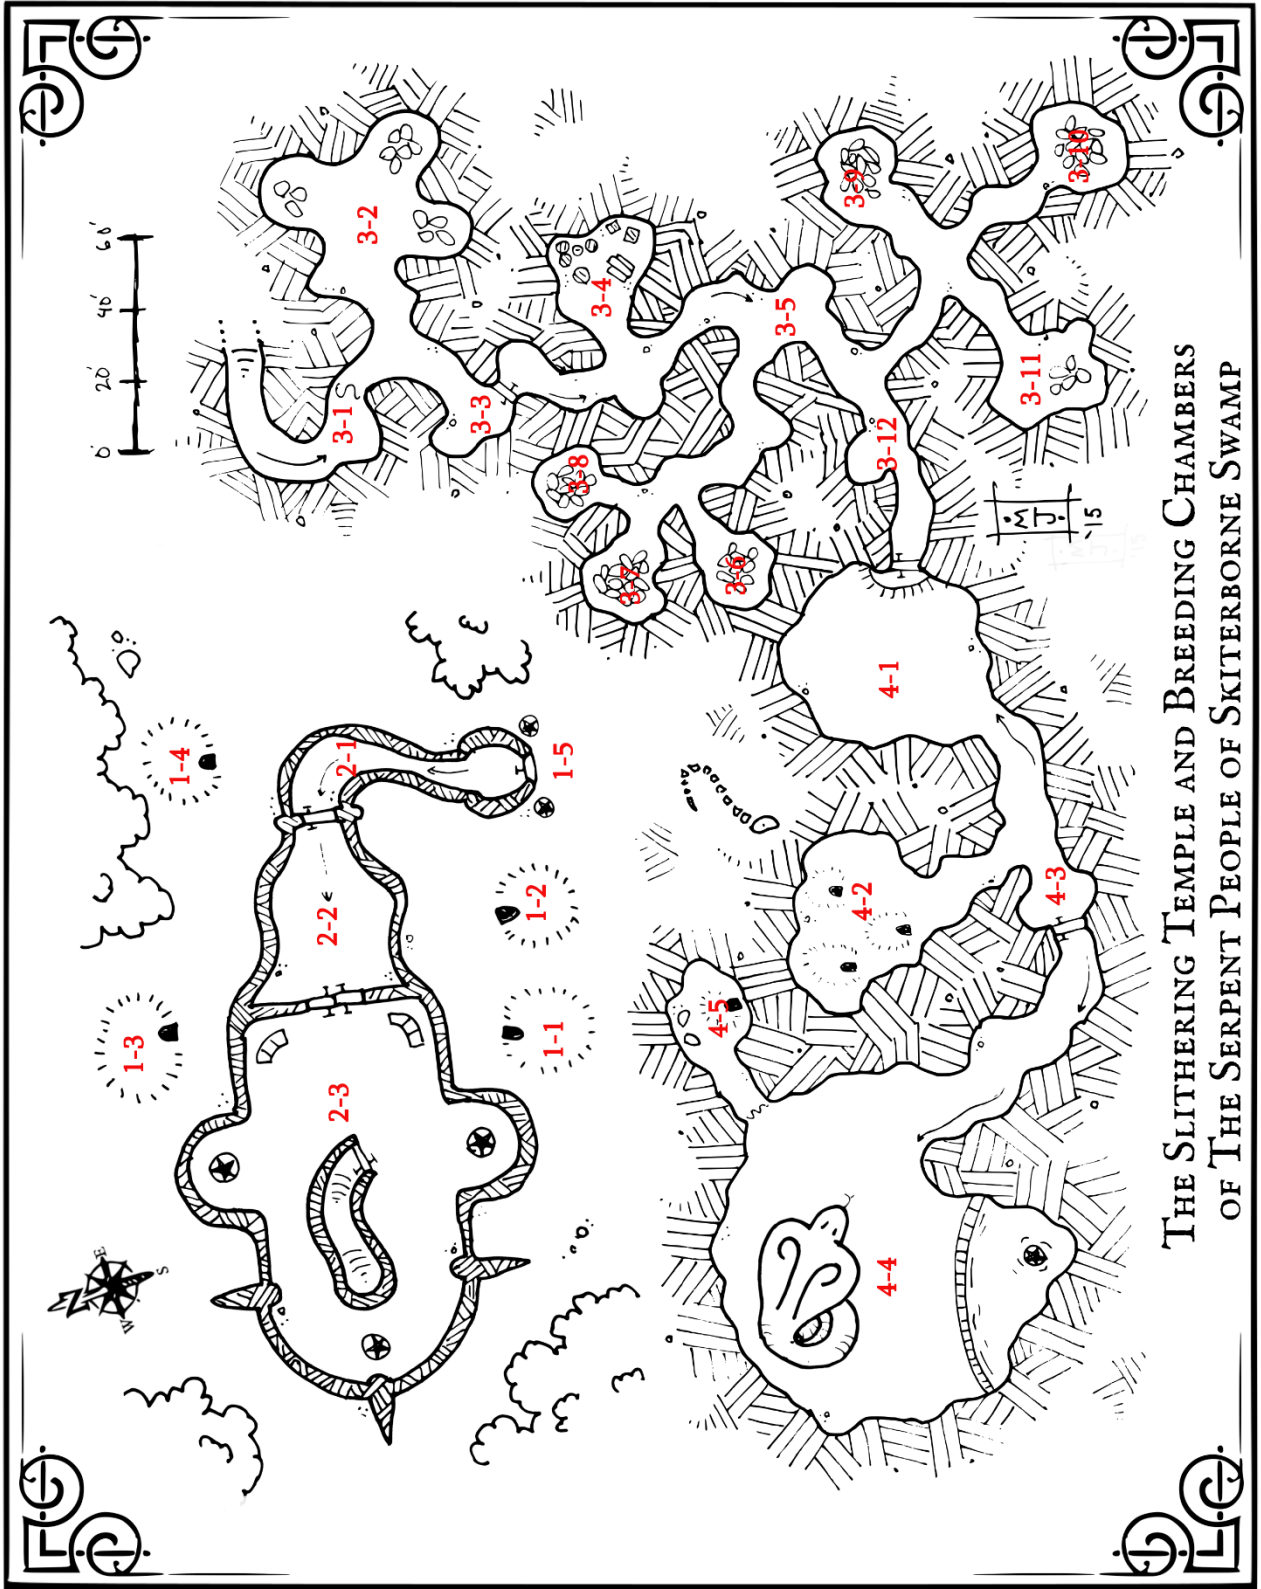 THE SLITHERING TEMPLE AND BREEDING CHAMBERS
OF THE SERPENT PEOPLE OF SKITERBORNE SWAMP
0' 20' 40' 60'
N
E
S
W
1-1
1-2
1-3
1-4
1-5
2-1
2-2
2-3
S
3-1
3-2
3-3
3-4
3-5
3-6
3-7
3-8
3-9
3-10
3-11
3-12
4-1
4-2
4-3
4-4
4-5
M
J.
'15